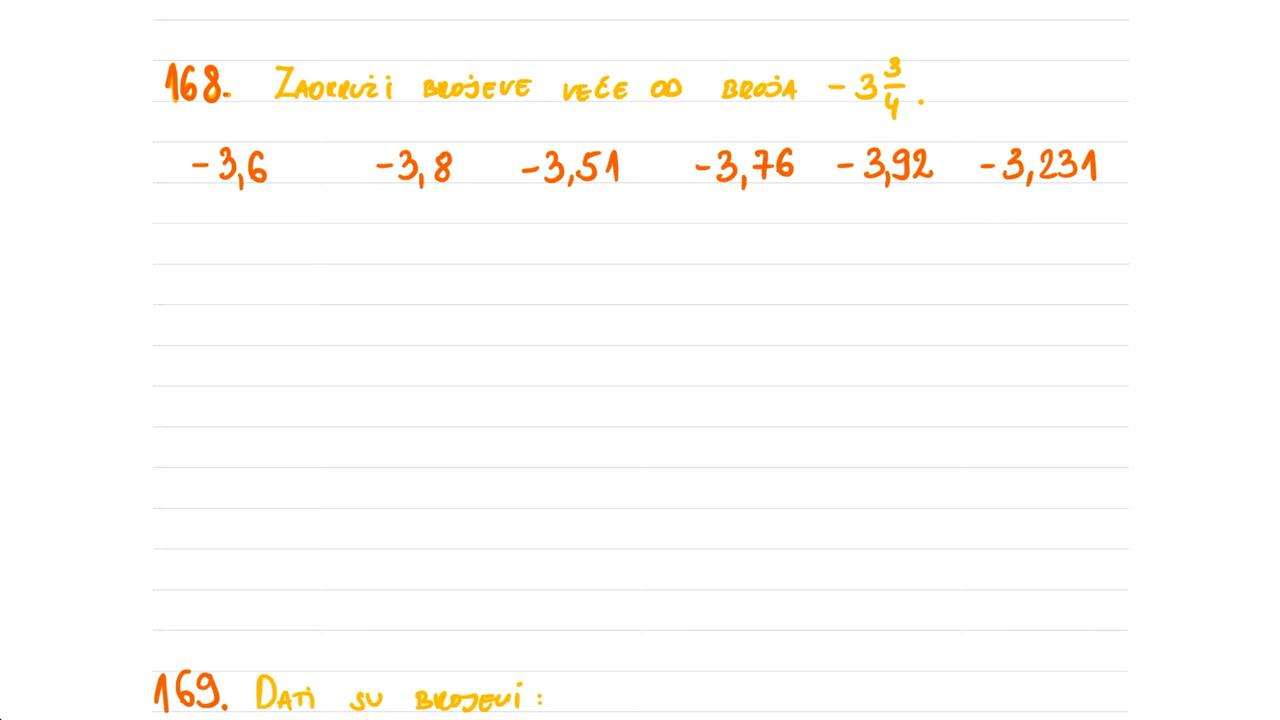 168. Zaokruži brojeve veće od broja -3 3/4.
-3,6 -3,8 -3,51 -3,76 -3,92 -3,231
169. Dati su brojevi: